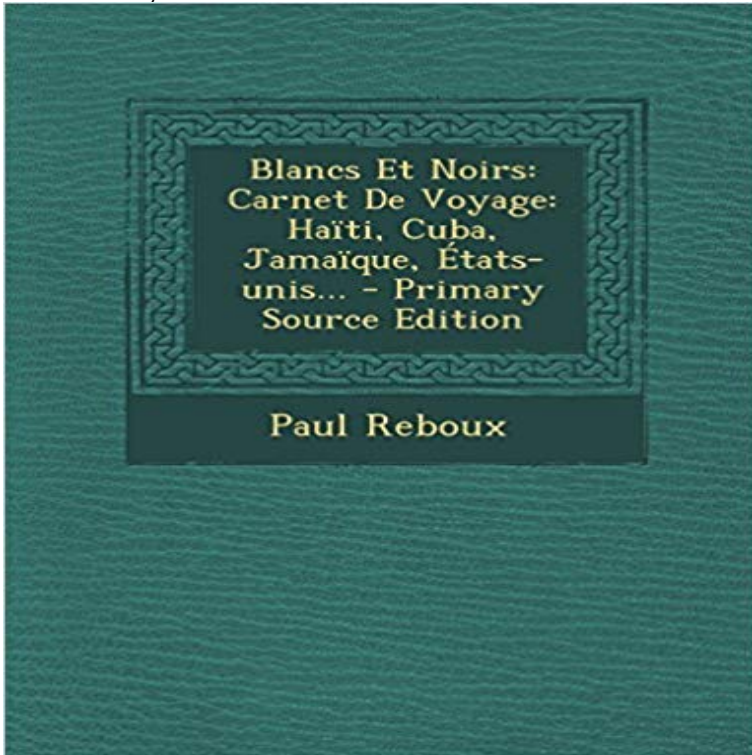 Blancs Et Noirs:
Carnet De Voyage:
Haïti, Cuba,
Jamaïque, États-
unis... - Primary
Source Edition
Paul Reboux